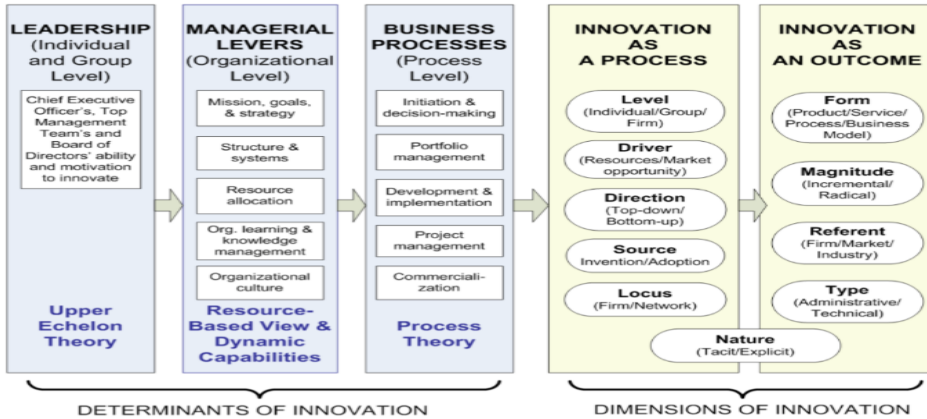 LEADERSHIP
(Individual
and Group
Level)
Chief Executive
Officer's, Top
Management
Team's and
Board of
Directors' ability
and motivation
to innovate
Upper
Echelon
Theory
MANAGERIAL
LEVERS
(Organizational
Level)
Mission, goals,
& strategy
Structure &
systems
Resource
allocation
Org. learning &
knowledge
management
Organizational
culture
Resource-
Based View &
Dynamic
Capabilities
BUSINESS
PROCESSES
(Process Level)
Initiation &
decision-making
Portfolio
management
Development &
implementation
Project
management
Commerciali-
zation
Process
Theory
INNOVATION
AS
A PROCESS
Level
(Individual/Group/
Firm)
Driver
(Resources/Market
opportunity)
Direction
(Top-down/
Bottom-up)
Source
Invention/Adoption
Locus
(Firm/Network)
INNOVATION
AS
AN OUTCOME
Form
(Product/Service/
Process/Business
Model)
Magnitude
(Incremental/
Radical)
Referent
(Firm/Market/
Industry)
Type
(Administrative/
Technical)
Nature
(Tacit/Explicit)
DETERMINANTS OF INNOVATION
DIMENSIONS OF INNOVATION